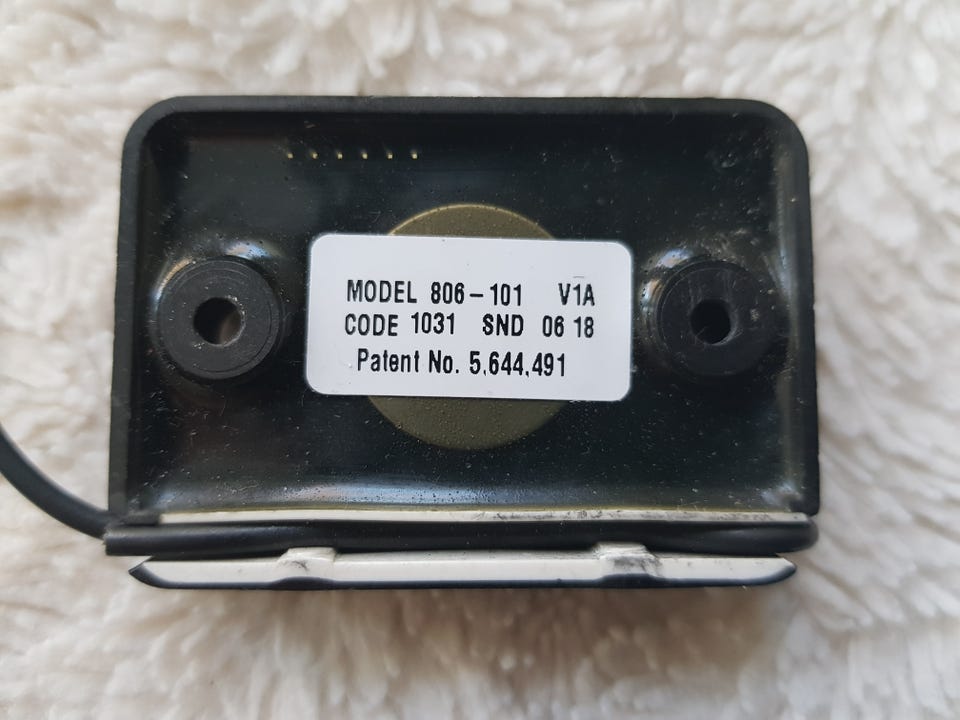 MODEL 806-101 V1A
CODE 1031 SND 06 18
Patent No. 5,644,491